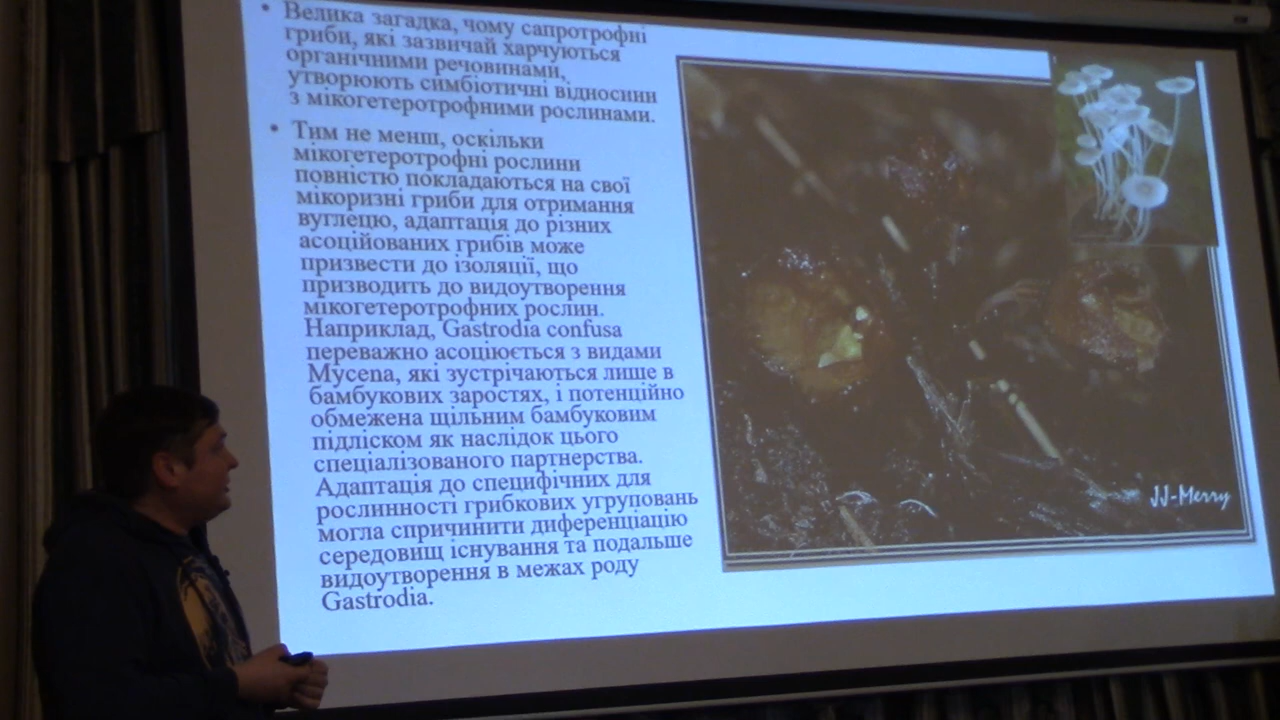 • Велика загадка, чому сапротрофні
гриби, які зазвичай харчуються
органічними речовинами,
утворюють симбіотичні відносини
з мікогетеротрофними рослинами.
• Тим не менш, оскільки
мікогетеротрофні рослини
повністю покладаються на свої
мікоризні гриби для отримання
вуглецю, адаптація до різних
асоційованих грибів може
призвести до ізоляції, що
призводить до видоутворення
мікогетеротрофних рослин.
Наприклад, Gastrodia confusa
переважно асоціюється з видами
Mycena, які зустрічаються лише в
бамбукових заростях, і потенційно
обмежена щільним бамбуковим
підліском як наслідок цього
спеціалізованого партнерства.
Адаптація до специфічних для
рослинності грибкових угруповань
могла спричинити диференціацію
середовищ існування та подальше
видоутворення в межах роду
Gastrodia.
JJ-Merry